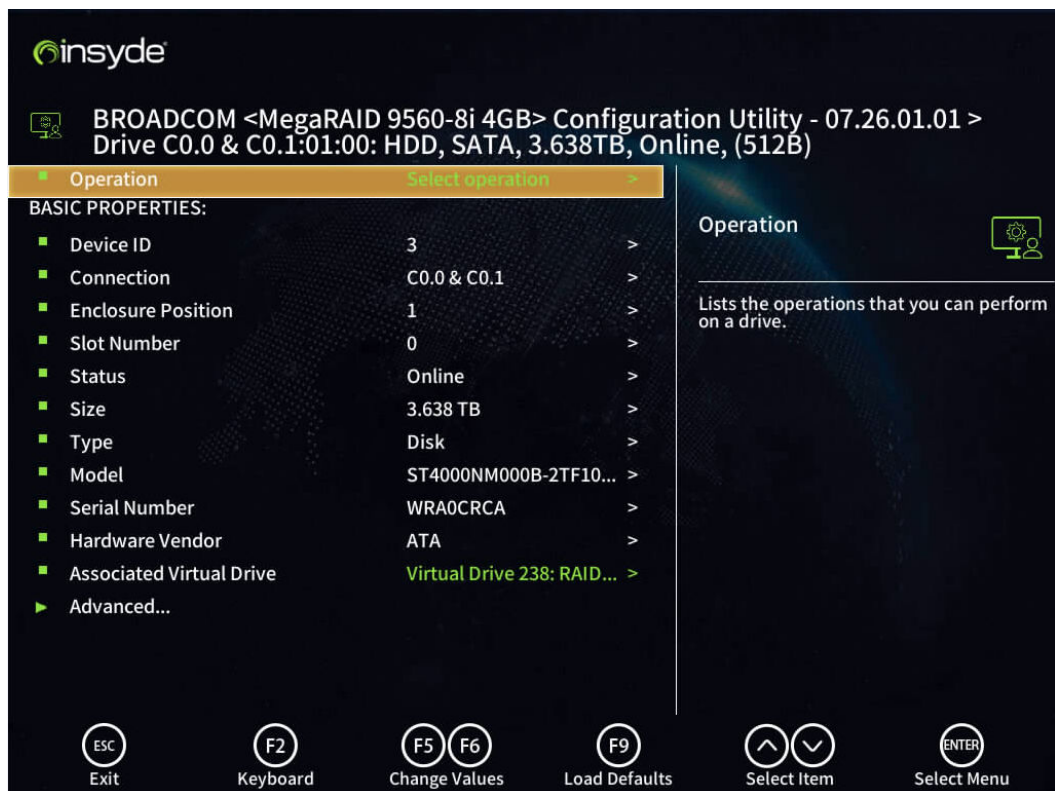 insyde
BROADCOM <MegaRAID 9560-8i 4GB> Configuration Utility - 07.26.01.01 >
Drive C0.0 & C0.1:01:00: HDD, SATA, 3.638TB, Online, (512B)
Operation Select operation >
BASIC PROPERTIES:
Device ID 3 >
Connection C0.0 & C0.1 >
Enclosure Position 1 >
Slot Number 0 >
Status Online >
Size 3.638 TB >
Type Disk >
Model ST4000NM000B-2TF10... >
Serial Number WRA0CRCA >
Hardware Vendor ATA >
Associated Virtual Drive Virtual Drive 238: RAID... >
Advanced...
Operation
Lists the operations that you can perform
on a drive.
ESC F2 F5 F6 F9 ENTER
Exit Keyboard Change Values Load Defaults Select Item Select Menu